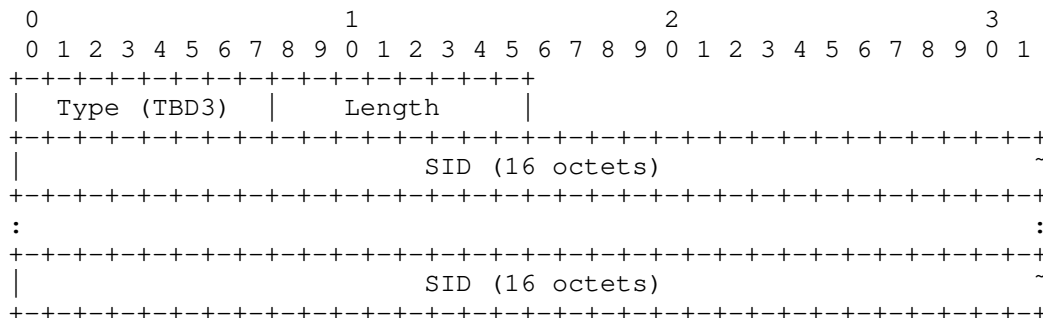 0                   1                   2                   3
0 1 2 3 4 5 6 7 8 9 0 1 2 3 4 5 6 7 8 9 0 1 2 3 4 5 6 7 8 9 0 1
+-+-+-+-+-+-+-+-+-+-+-+-+-+-+-+-+
|  Type (TBD3)  |    Length     |
+-+-+-+-+-+-+-+-+-+-+-+-+-+-+-+-+-+-+-+-+-+-+-+-+-+-+-+-+-+-+-+-+
|                         SID (16 octets)                       ~
+-+-+-+-+-+-+-+-+-+-+-+-+-+-+-+-+-+-+-+-+-+-+-+-+-+-+-+-+-+-+-+-+
:                                                               :
+-+-+-+-+-+-+-+-+-+-+-+-+-+-+-+-+-+-+-+-+-+-+-+-+-+-+-+-+-+-+-+-+
|                         SID (16 octets)                       ~
+-+-+-+-+-+-+-+-+-+-+-+-+-+-+-+-+-+-+-+-+-+-+-+-+-+-+-+-+-+-+-+-+